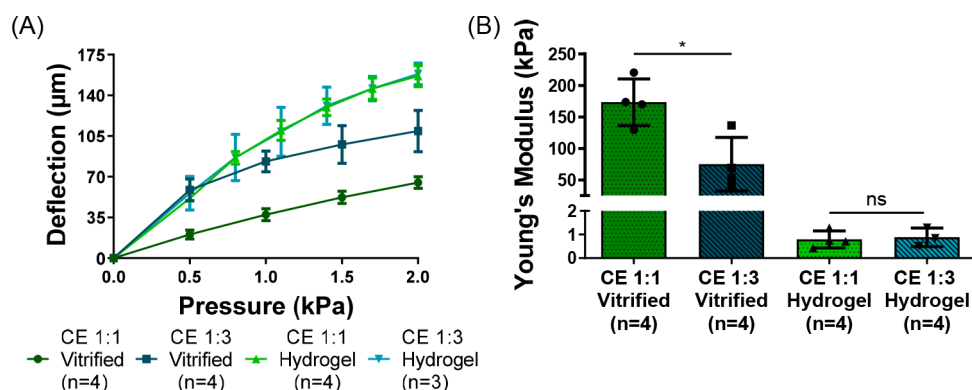 (A)
Deflection (µm)
175
140
105
70
35
0
0.0 0.5 1.0 1.5 2.0
Pressure (kPa)
CE 1:1 CE 1:3 CE 1:1 CE 1:3
Vitrified Vitrified Hydrogel Hydrogel
(n=4) (n=4) (n=4) (n=3)
(B)
Young's Modulus (kPa)
250
200
150
100
50
2
1
0
*
ns
CE 1:1 CE 1:3 CE 1:1 CE 1:3
Vitrified Vitrified Hydrogel Hydrogel
(n=4) (n=4) (n=4) (n=4)